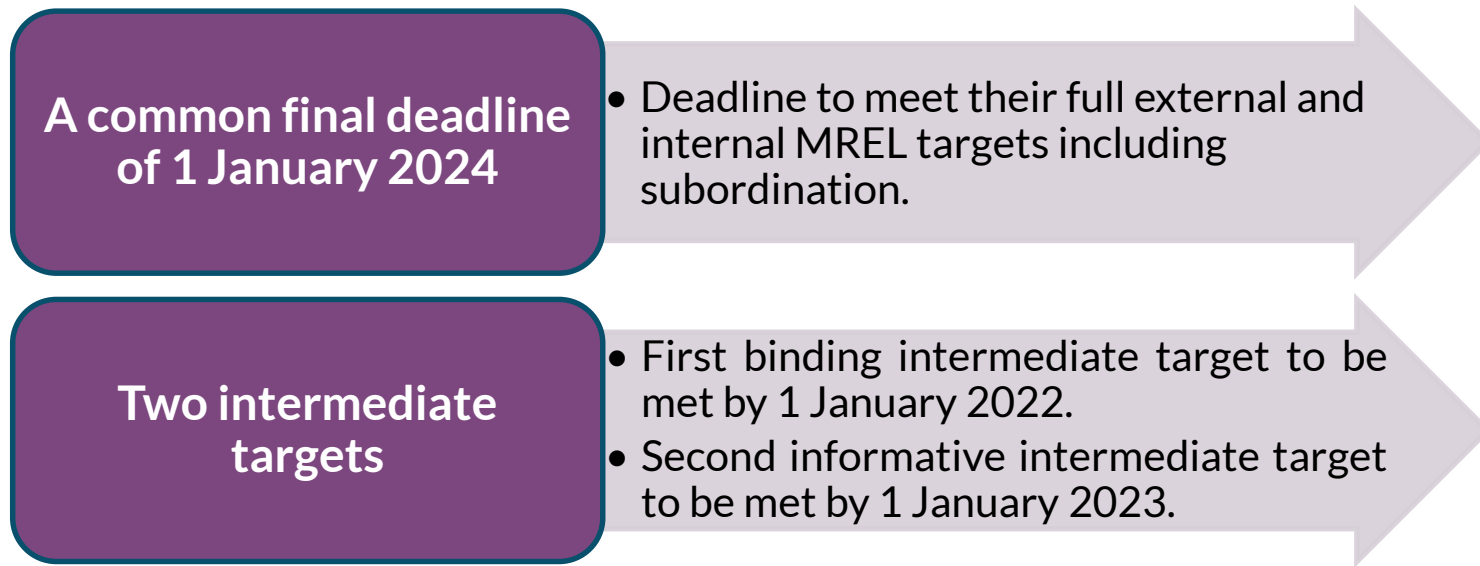 A common final deadline
of 1 January 2024
• Deadline to meet their full external and
internal MREL targets including
subordination.
Two intermediate
targets
• First binding intermediate target to be
met by 1 January 2022.
• Second informative intermediate target
to be met by 1 January 2023.